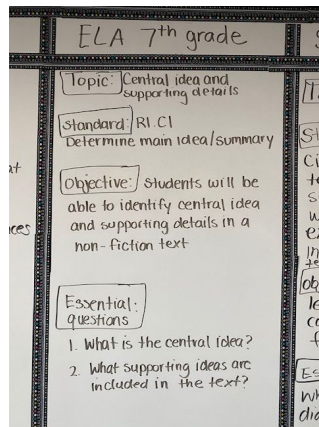 ELA 7th grade
Topic: Central idea and
supporting details
Standard: RI.CI
Determine main idea/summary
Objective: Students will be
able to identify central idea
and supporting details in a
non-fiction text
Essential:
questions
1. What is the central idea?
2. What supporting ideas are
included in the text?